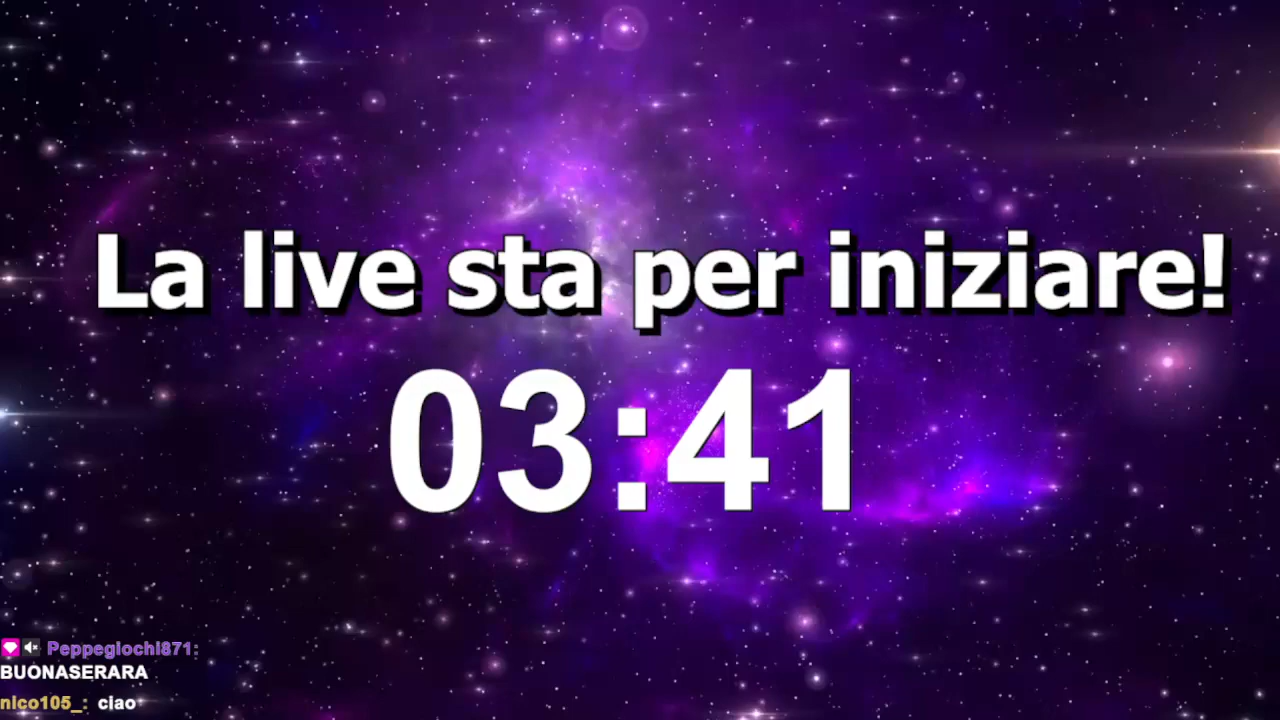 La live sta per iniziare!
03:41
Peppegiochi871:
BUONASERARA
nico105_: ciao